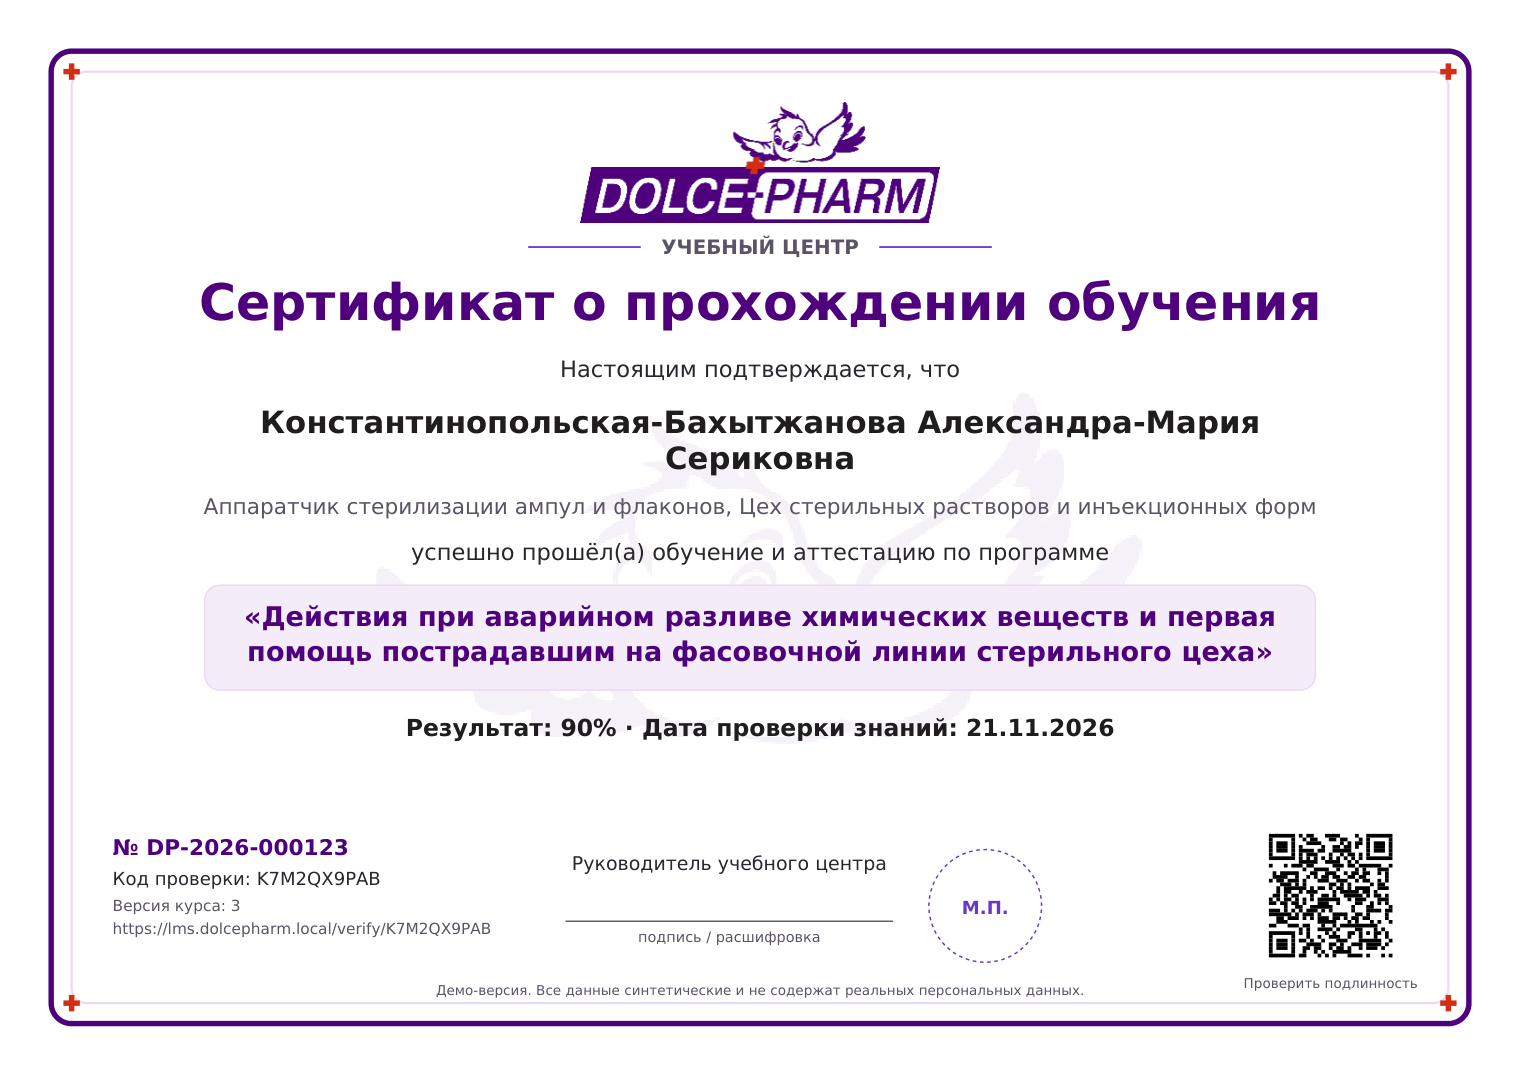 DOLCE-PHARM
УЧЕБНЫЙ ЦЕНТР
Сертификат о прохождении обучения
Настоящим подтверждается, что
Константинопольская-Бахытжанова Александра-Мария
Сериковна
Аппаратчик стерилизации ампул и флаконов, Цех стерильных растворов и инъекционных форм
успешно прошёл(а) обучение и аттестацию по программе
«Действия при аварийном разливе химических веществ и первая
помощь пострадавшим на фасовочной линии стерильного цеха»
Результат: 90% · Дата проверки знаний: 21.11.2026
№ DP-2026-000123
Код проверки: K7M2QX9PAB
Версия курса: 3
https://lms.dolcepharm.local/verify/K7M2QX9PAB
Руководитель учебного центра
подпись / расшифровка
М.П.
Проверить подлинность
Демо-версия. Все данные синтетические и не содержат реальных персональных данных.